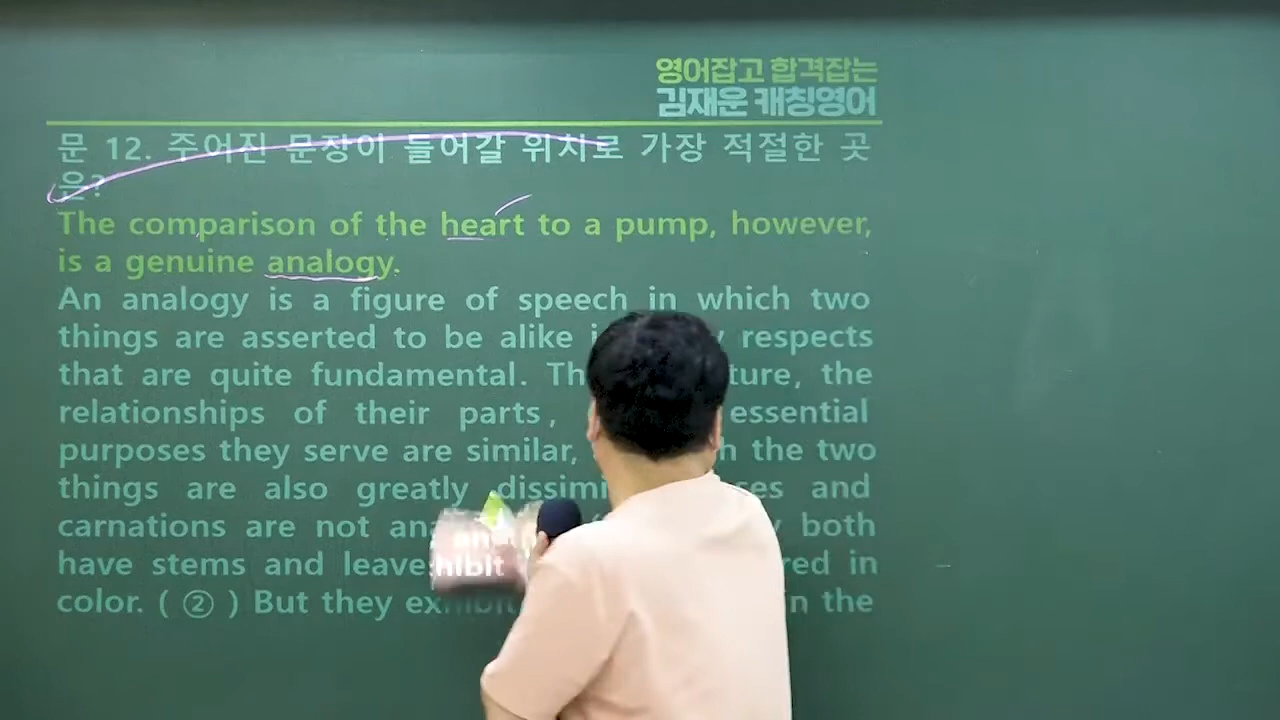 영어잡고 합격잡는
김재운 캐칭영어
문 12. 주어진 문장이 들어갈 위치로 가장 적절한 곳
은?
The comparison of the heart to a pump, however,
is a genuine analogy.
An analogy is a figure of speech in which two
things are asserted to be alike respects
that are quite fundamental. the
relationships of their parts, essential
purposes they serve are similar, the two
things are also greatly and
carnations are not both
have stems and in
color. ( ② ) But they the